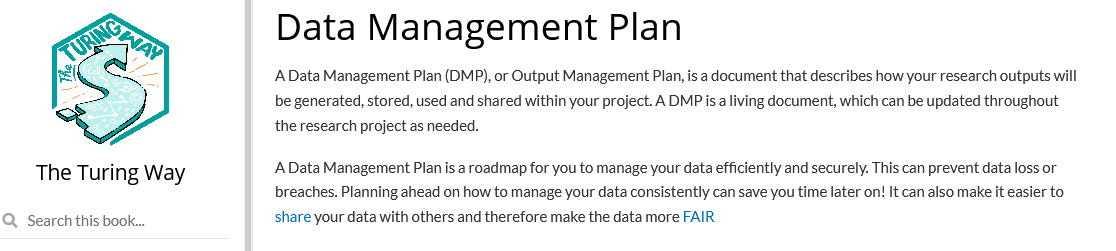 The TURING WAY
The Turing Way
Search this book...
Data Management Plan
A Data Management Plan (DMP), or Output Management Plan, is a document that describes how your research outputs will
be generated, stored, used and shared within your project. A DMP is a living document, which can be updated throughout
the research project as needed.
A Data Management Plan is a roadmap for you to manage your data efficiently and securely. This can prevent data loss or
breaches. Planning ahead on how to manage your data consistently can save you time later on! It can also make it easier to
share your data with others and therefore make the data more FAIR